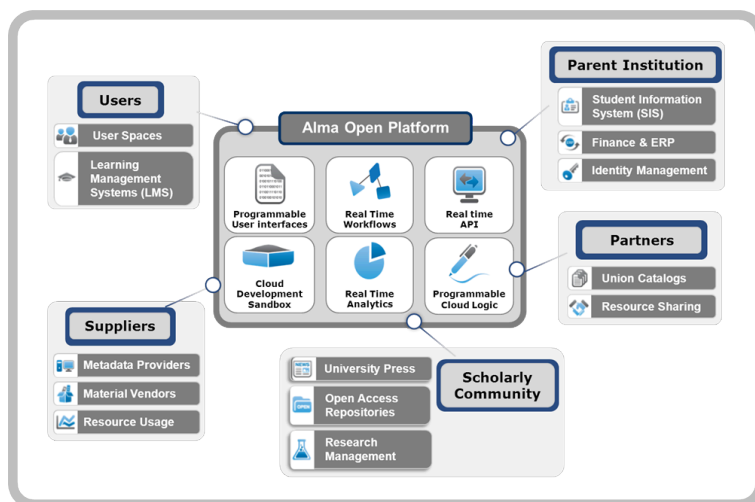 Users
User Spaces
Learning
Management
Systems (LMS)
Alma Open Platform
Programmable
User interfaces
Real Time
Workflows
Real time
API
Cloud
Development
Sandbox
Real Time
Analytics
Programmable
Cloud Logic
Parent Institution
Student Information
System (SIS)
Finance & ERP
Identity Management
Partners
Union Catalogs
Resource Sharing
Suppliers
Metadata Providers
Material Vendors
Resource Usage
Scholarly
Community
NEWS
University Press
OPEN
Open Access
Repositories
Research
Management